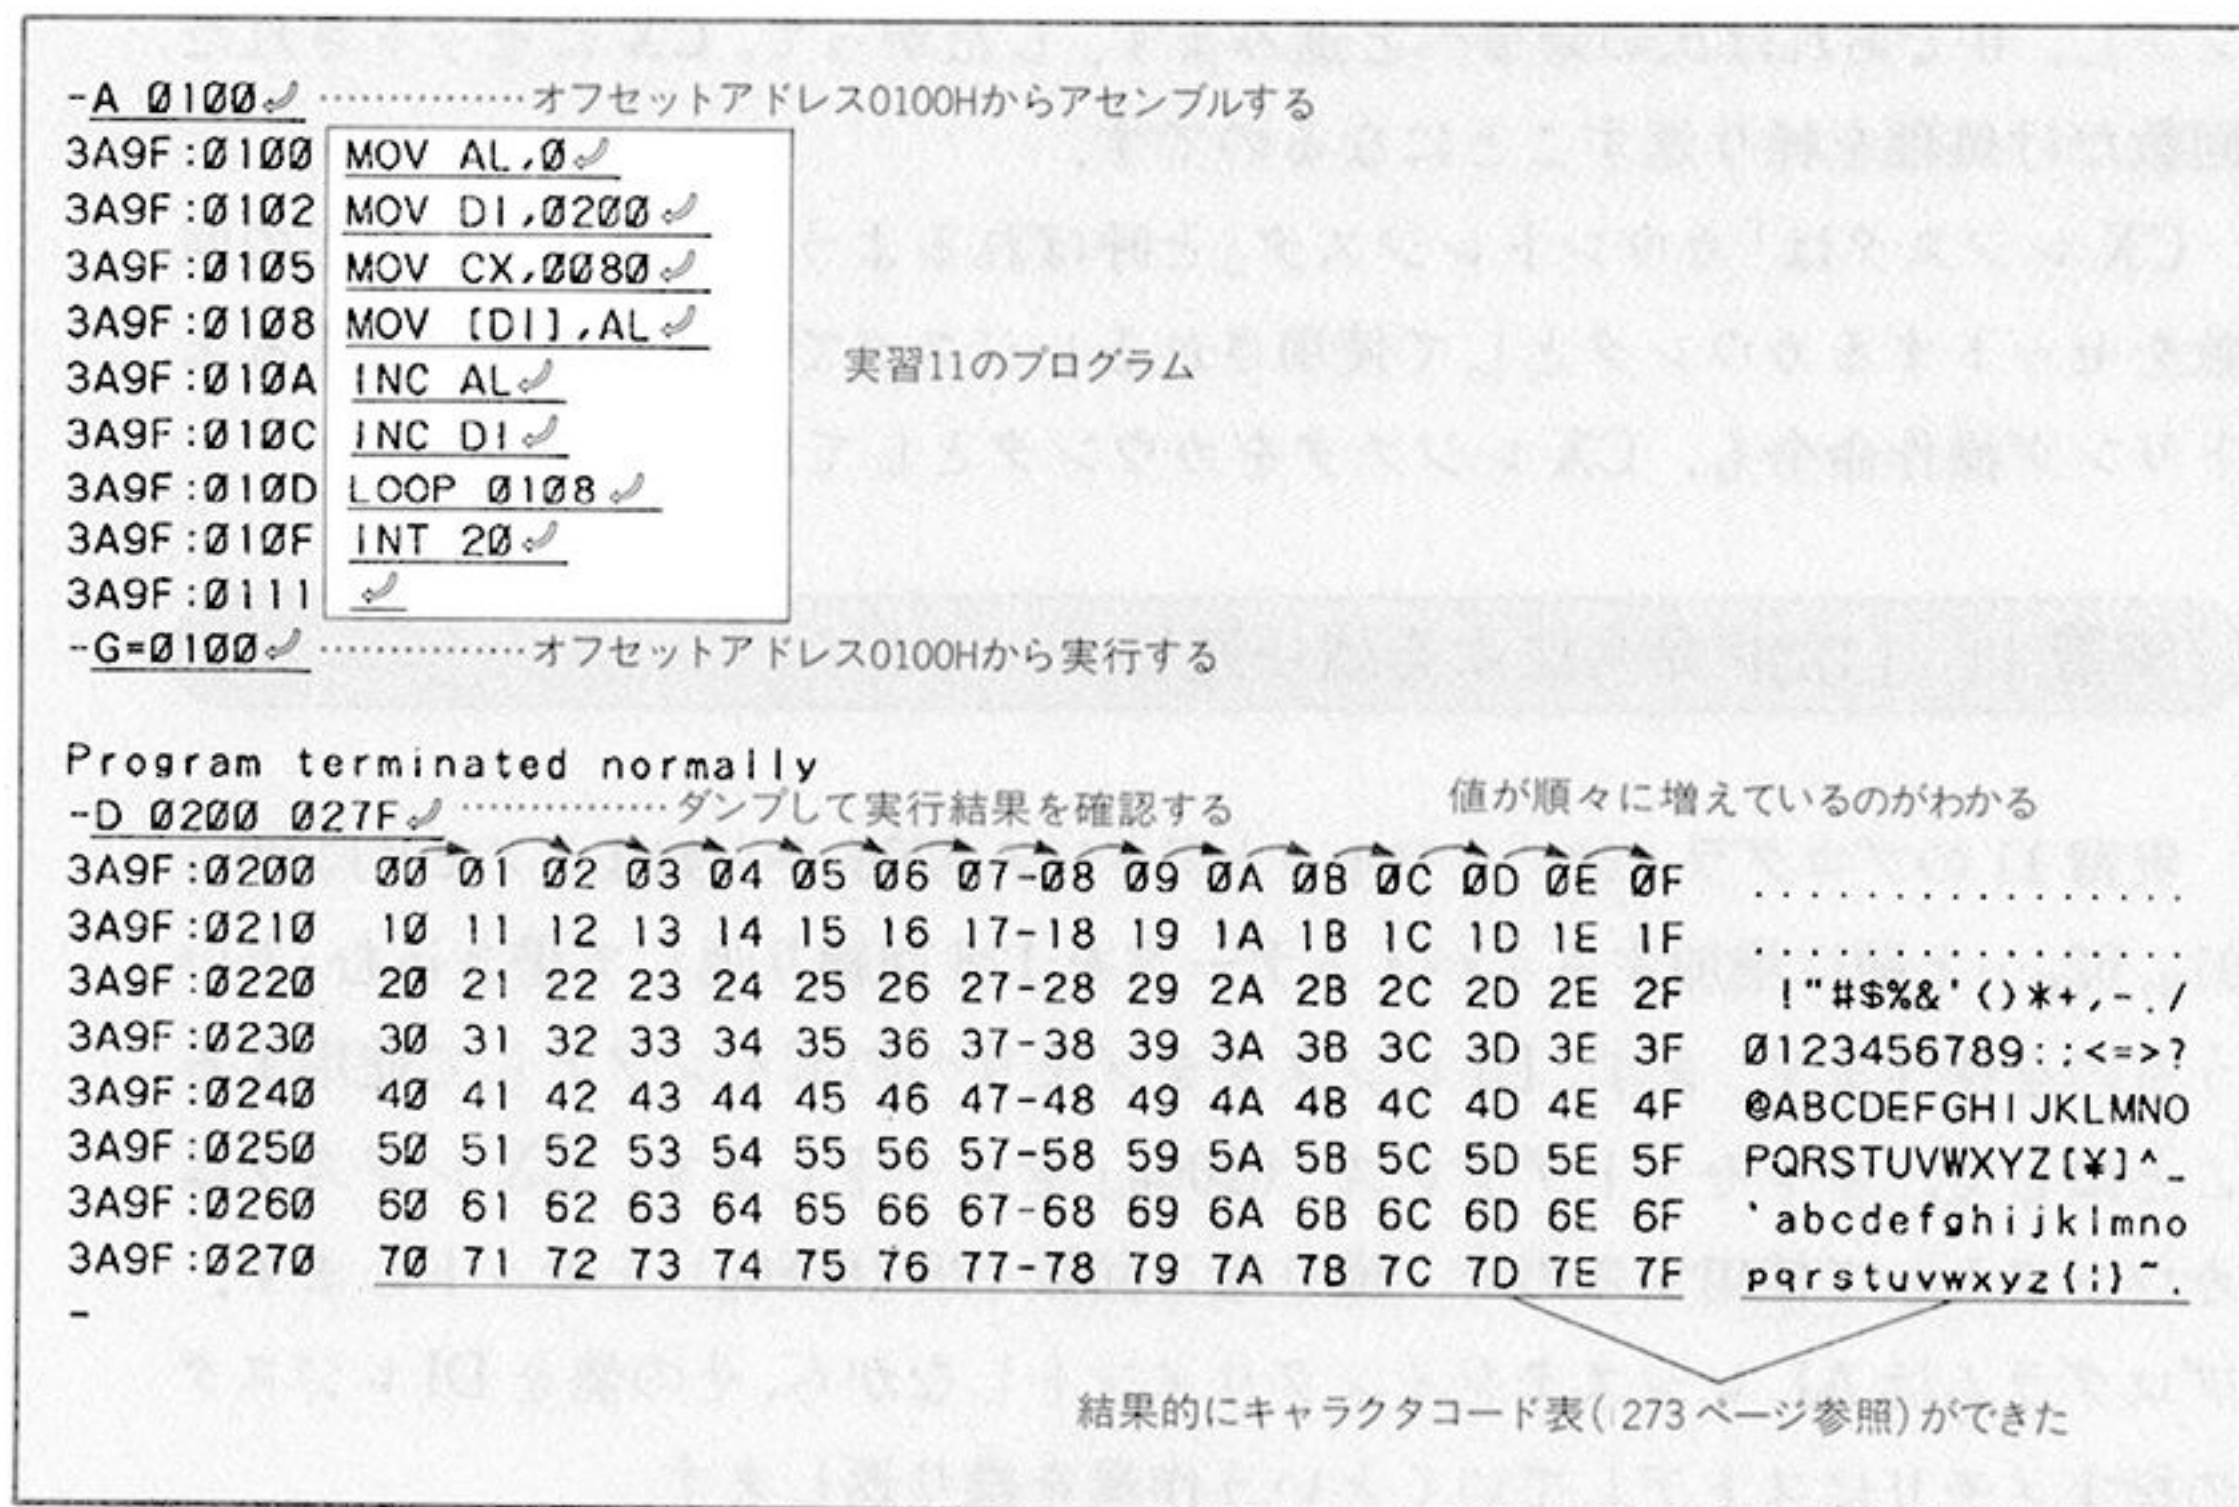 -A 0100↵ ……………オフセットアドレス0100Hからアセンブルする
3A9F:0100 MOV AL,0↵
3A9F:0102 MOV DI,0200↵
3A9F:0105 MOV CX,0080↵
3A9F:0108 MOV [DI],AL↵
3A9F:010A INC AL↵
実習11のプログラム
3A9F:010C INC DI↵
3A9F:010D LOOP 0108↵
3A9F:010F INT 20↵
3A9F:0111 ↵
-G=0100↵ ……………オフセットアドレス0100Hから実行する
Program terminated normally
-D 0200 027F↵ ……………ダンプして実行結果を確認する 値が順々に増えているのがわかる
3A9F:0200 00 01 02 03 04 05 06 07-08 09 0A 0B 0C 0D 0E 0F ................
3A9F:0210 10 11 12 13 14 15 16 17-18 19 1A 1B 1C 1D 1E 1F ................
3A9F:0220 20 21 22 23 24 25 26 27-28 29 2A 2B 2C 2D 2E 2F  !"#$%&'()*+,-./
3A9F:0230 30 31 32 33 34 35 36 37-38 39 3A 3B 3C 3D 3E 3F 0123456789:;<=>?
3A9F:0240 40 41 42 43 44 45 46 47-48 49 4A 4B 4C 4D 4E 4F @ABCDEFGHIJKLMNO
3A9F:0250 50 51 52 53 54 55 56 57-58 59 5A 5B 5C 5D 5E 5F PQRSTUVWXYZ[¥]^_
3A9F:0260 60 61 62 63 64 65 66 67-68 69 6A 6B 6C 6D 6E 6F `abcdefghijklmno
3A9F:0270 70 71 72 73 74 75 76 77-78 79 7A 7B 7C 7D 7E 7F pqrstuvwxyz{¦}~.
-
結果的にキャラクタコード表(273ページ参照)ができた